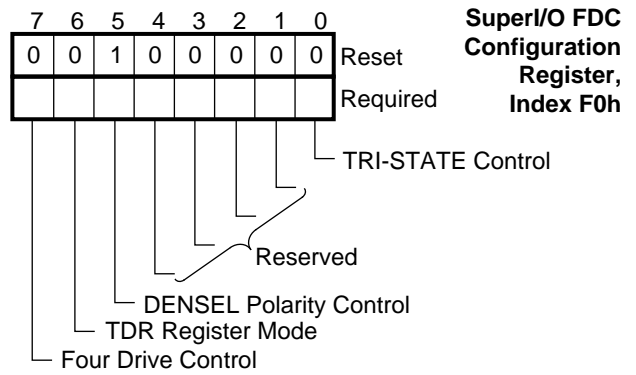 7 6 5 4 3 2 1 0
0 0 1 0 0 0 0 0 Reset
Required
SuperI/O FDC
Configuration
Register,
Index F0h
TRI-STATE Control
Reserved
DENSEL Polarity Control
TDR Register Mode
Four Drive Control